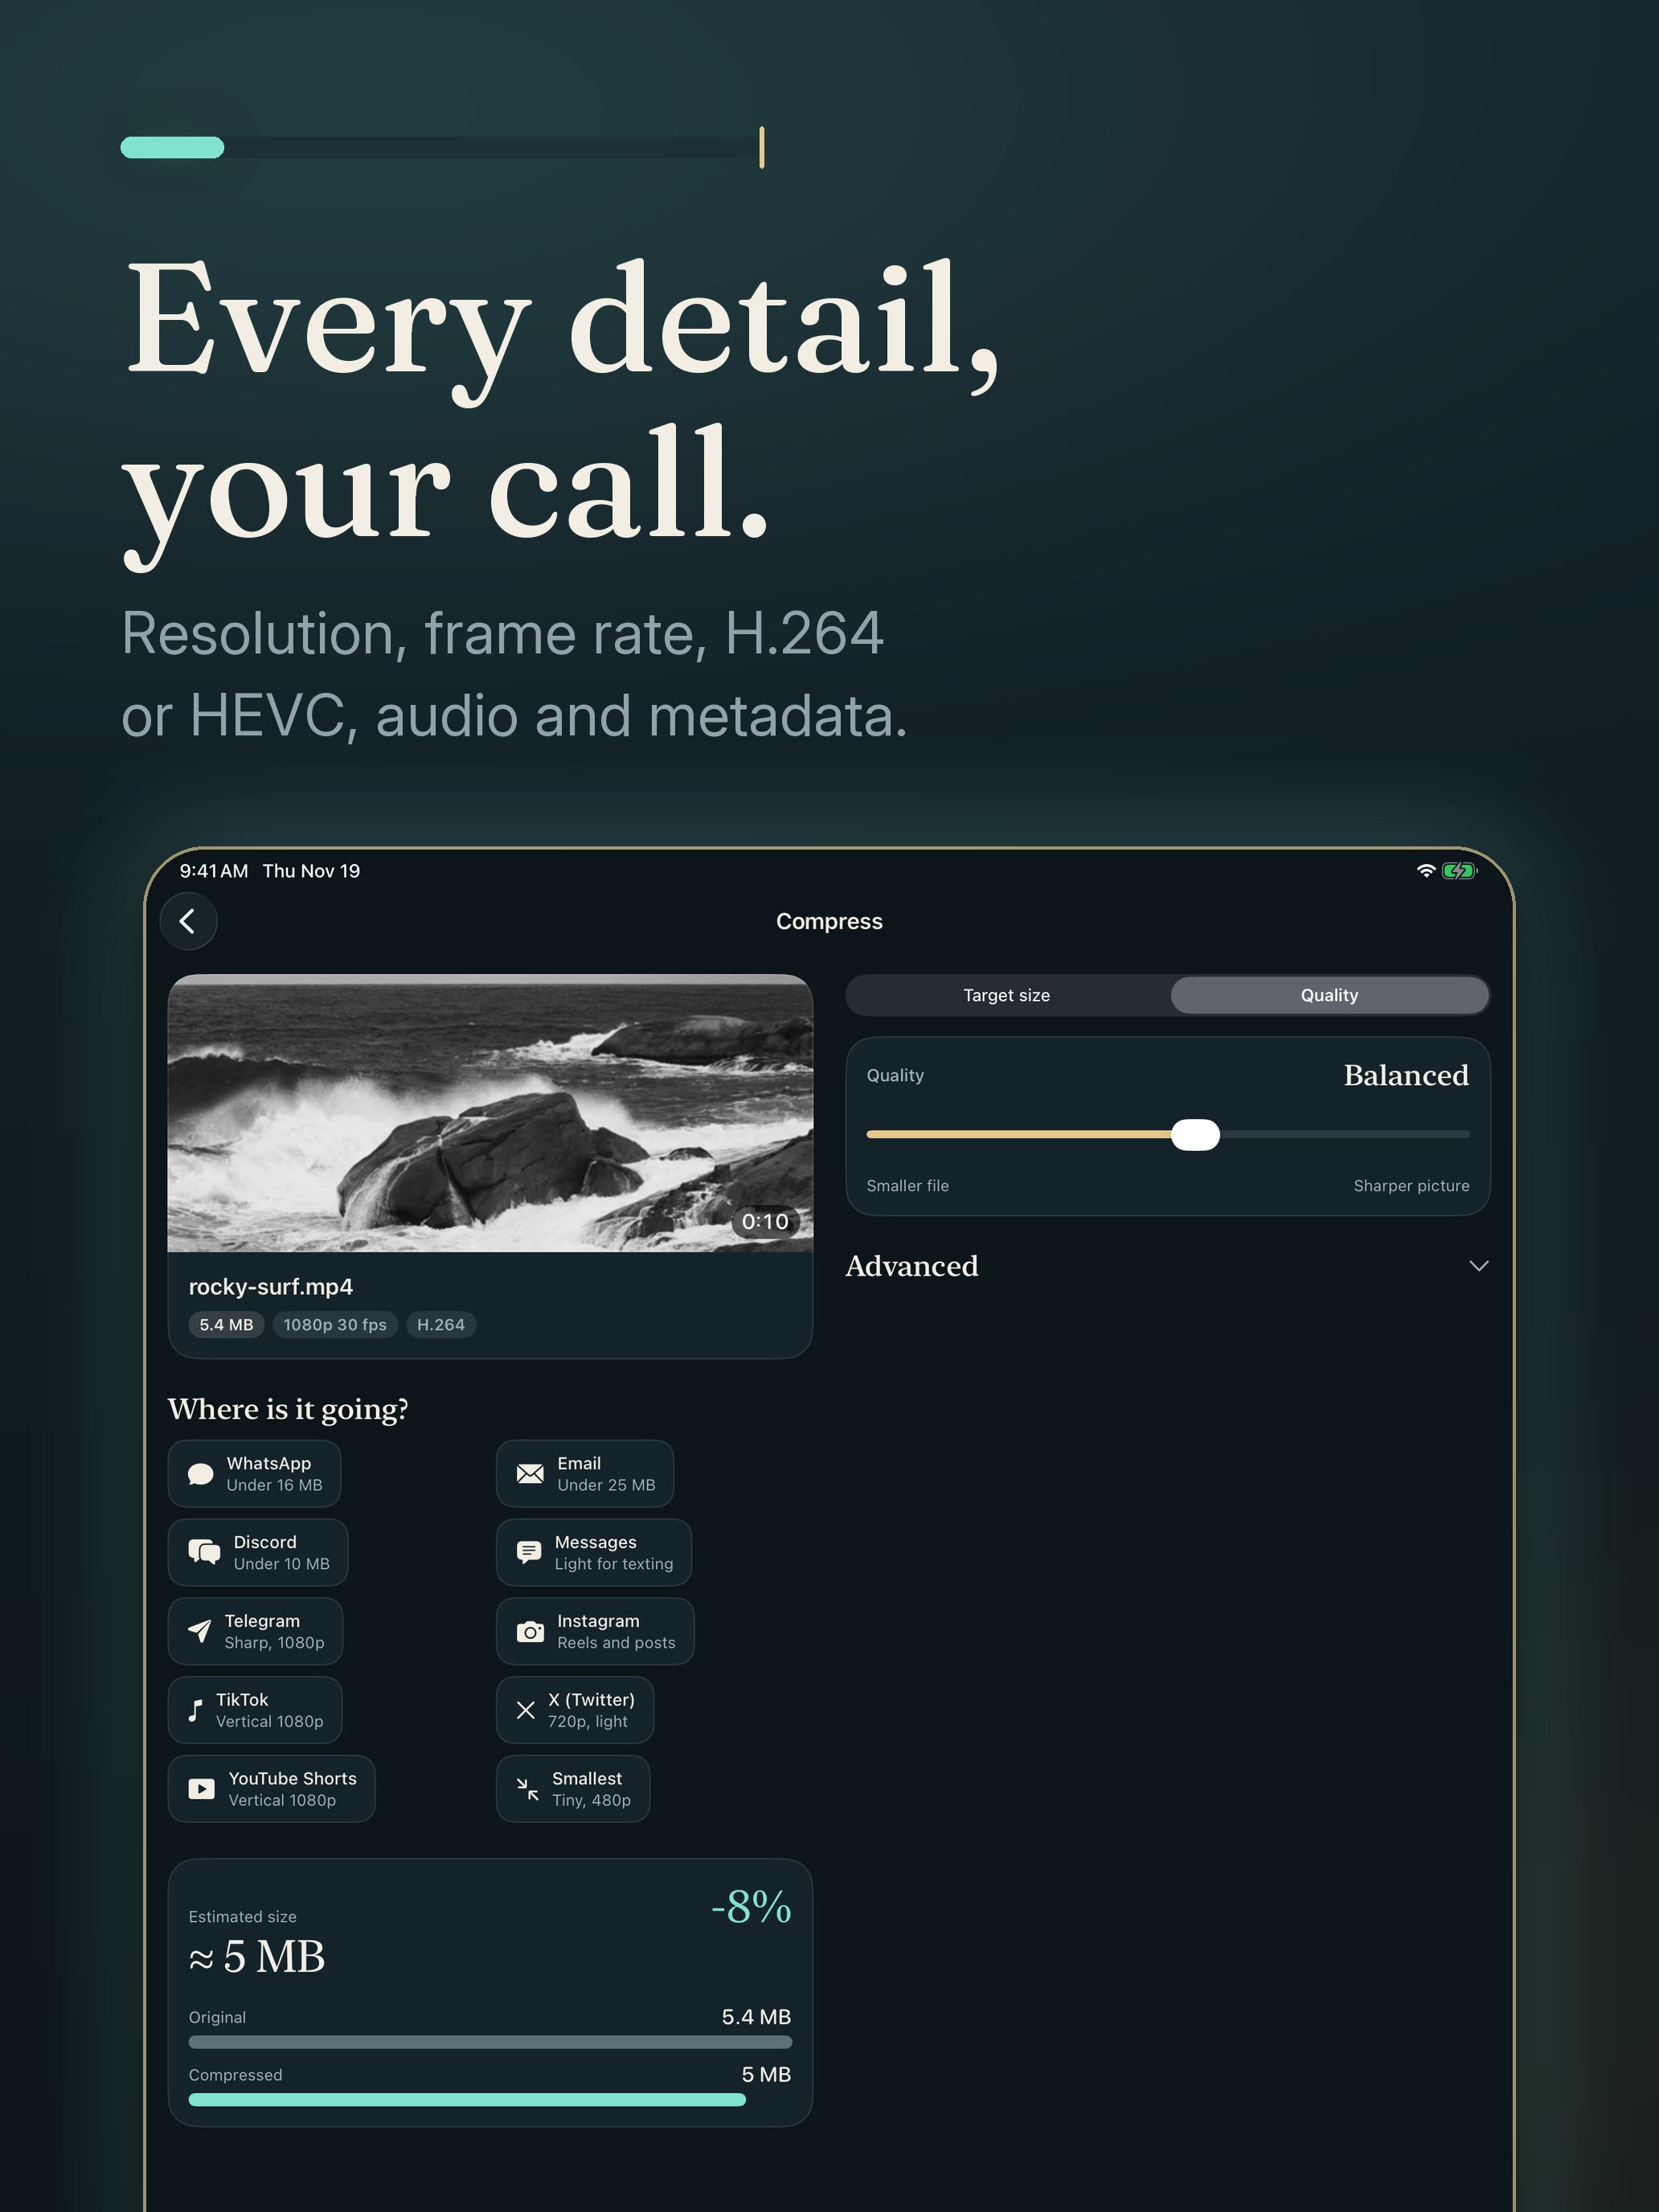 Every detail,
your call.
Resolution, frame rate, H.264
or HEVC, audio and metadata.
9:41 AM Thu Nov 19
Compress
0:10
rocky-surf.mp4
5.4 MB 1080p 30 fps H.264
Where is it going?
WhatsApp
Under 16 MB
Email
Under 25 MB
Discord
Under 10 MB
Messages
Light for texting
Telegram
Sharp, 1080p
Instagram
Reels and posts
TikTok
Vertical 1080p
X (Twitter)
720p, light
YouTube Shorts
Vertical 1080p
Smallest
Tiny, 480p
Estimated size
-8%
≈ 5 MB
Original 5.4 MB
Compressed 5 MB
Target size Quality
Quality Balanced
Smaller file Sharper picture
Advanced